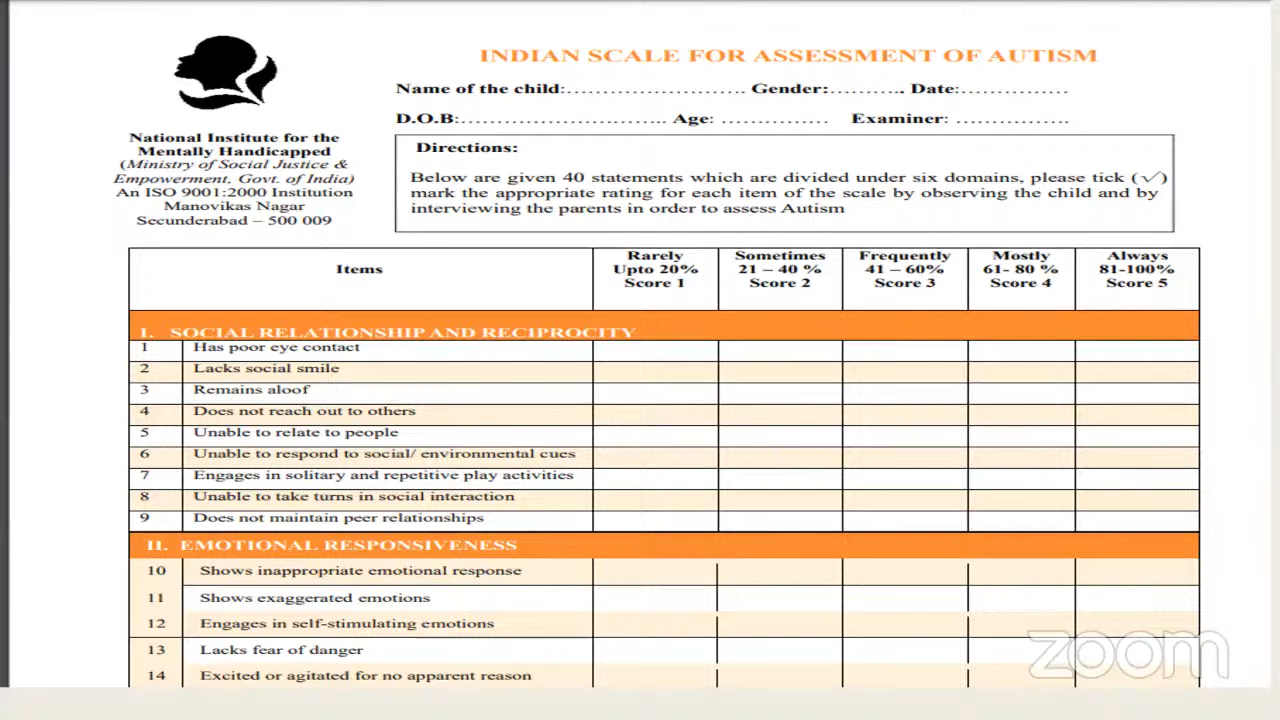 INDIAN SCALE FOR ASSESSMENT OF AUTISM
Name of the child:........................ Gender:.......... Date:...............
D.O.B:............................ Age: ............... Examiner: ................
National Institute for the
Mentally Handicapped
(Ministry of Social Justice &
Empowerment, Govt. of India)
An ISO 9001:2000 Institution
Manovikas Nagar
Secunderabad – 500 009
Directions:
Below are given 40 statements which are divided under six domains, please tick (✓)
mark the appropriate rating for each item of the scale by observing the child and by
interviewing the parents in order to assess Autism
Items
Rarely
Upto 20%
Score 1
Sometimes
21 – 40 %
Score 2
Frequently
41 – 60%
Score 3
Mostly
61- 80 %
Score 4
Always
81-100%
Score 5
I. SOCIAL RELATIONSHIP AND RECIPROCITY
1 Has poor eye contact
2 Lacks social smile
3 Remains aloof
4 Does not reach out to others
5 Unable to relate to people
6 Unable to respond to social/ environmental cues
7 Engages in solitary and repetitive play activities
8 Unable to take turns in social interaction
9 Does not maintain peer relationships
II. EMOTIONAL RESPONSIVENESS
10 Shows inappropriate emotional response
11 Shows exaggerated emotions
12 Engages in self-stimulating emotions
13 Lacks fear of danger
14 Excited or agitated for no apparent reason
zoom